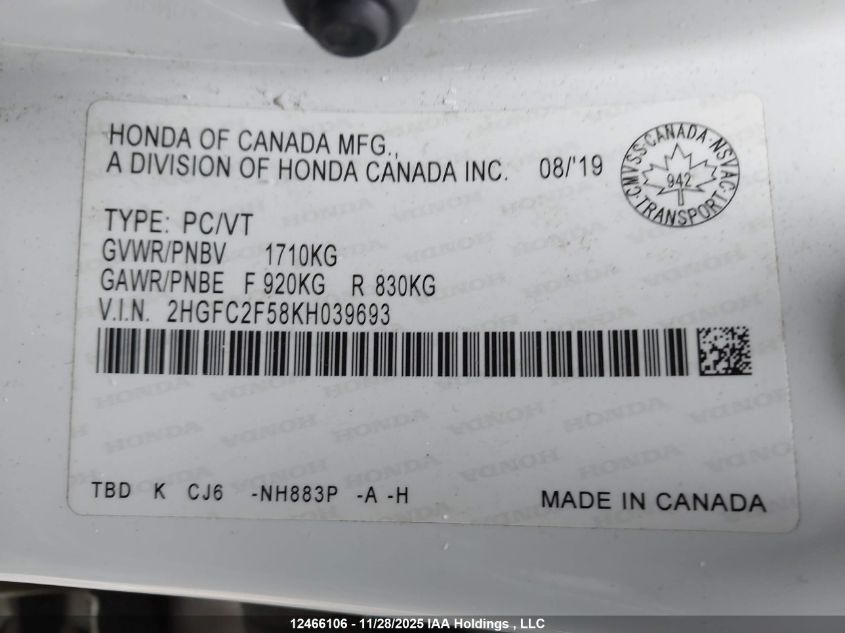 HONDA OF CANADA MFG.,
A DIVISION OF HONDA CANADA INC. 08/'19
CMVSS·CANADA·NSVAC·TRANSPORT
942
TYPE: PC/VT
GVWR/PNBV 1710KG
GAWR/PNBE F 920KG R 830KG
V.I.N. 2HGFC2F58KH039693
TBD K CJ6 -NH883P -A -H
MADE IN CANADA
12466106 - 11/28/2025 IAA Holdings , LLC